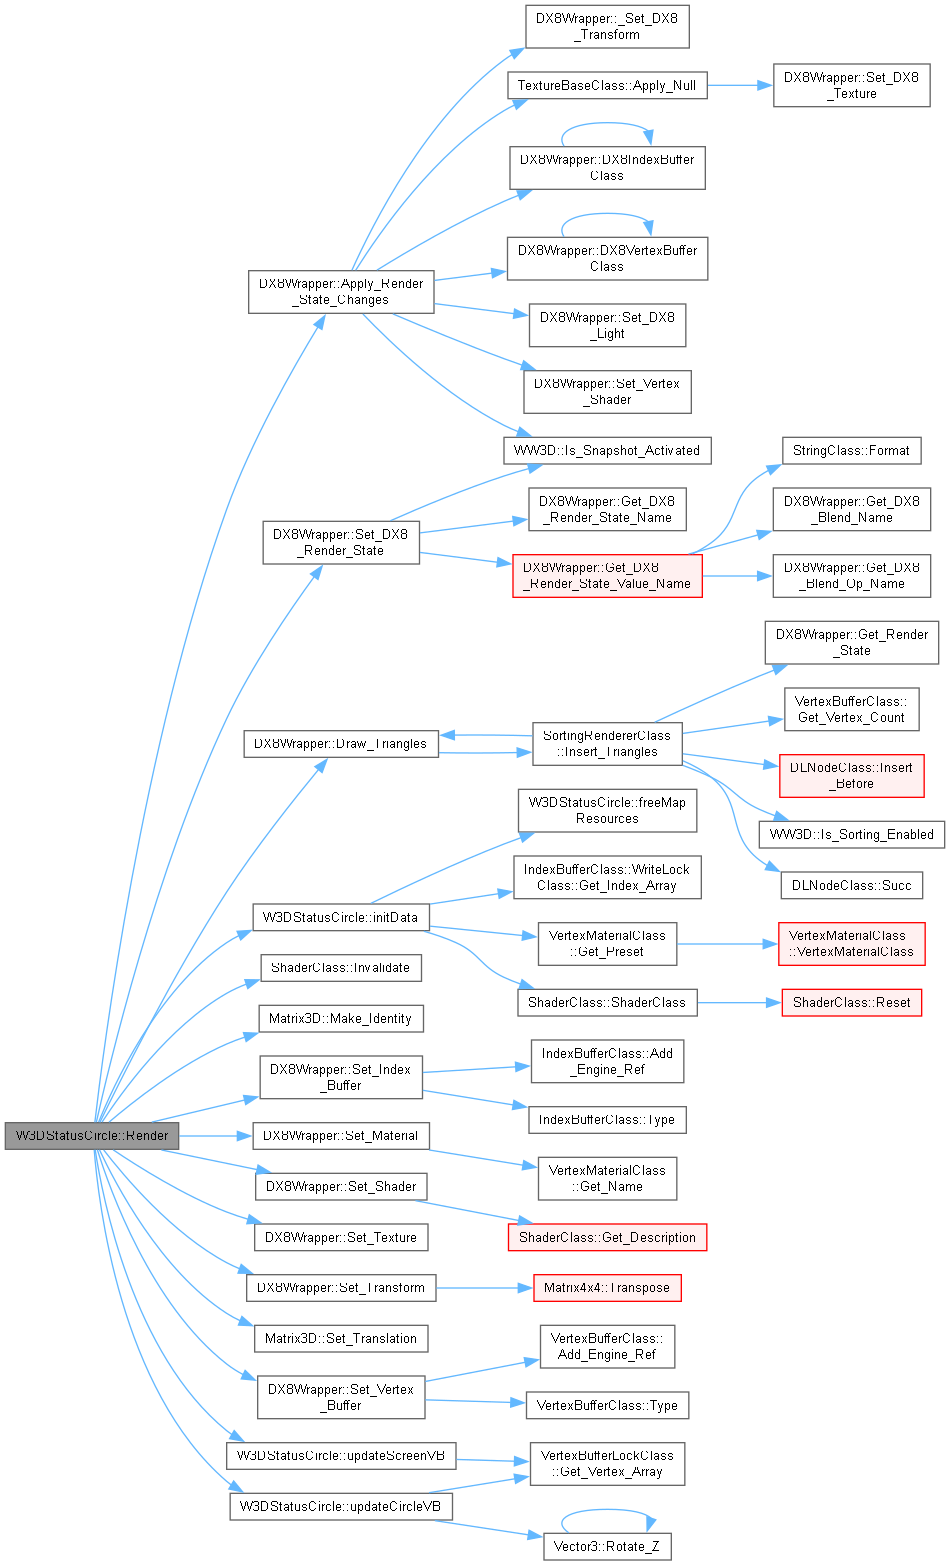 DX8Wrapper::_Set_DX8
_Transform
TextureBaseClass::Apply_Null
DX8Wrapper::Set_DX8
_Texture
DX8Wrapper::DX8IndexBuffer
Class
DX8Wrapper::DX8VertexBuffer
Class
DX8Wrapper::Apply_Render
_State_Changes
DX8Wrapper::Set_DX8
_Light
DX8Wrapper::Set_Vertex
_Shader
WW3D::Is_Snapshot_Activated
StringClass::Format
DX8Wrapper::Set_DX8
_Render_State
DX8Wrapper::Get_DX8
_Render_State_Name
DX8Wrapper::Get_DX8
_Blend_Name
DX8Wrapper::Get_DX8
_Render_State_Value_Name
DX8Wrapper::Get_DX8
_Blend_Op_Name
DX8Wrapper::Get_Render
_State
VertexBufferClass::
Get_Vertex_Count
DX8Wrapper::Draw_Triangles
SortingRendererClass
::Insert_Triangles
DLNodeClass::Insert
_Before
W3DStatusCircle::freeMap
Resources
WW3D::Is_Sorting_Enabled
IndexBufferClass::WriteLock
Class::Get_Index_Array
DLNodeClass::Succ
W3DStatusCircle::initData
VertexMaterialClass
::Get_Preset
VertexMaterialClass
::VertexMaterialClass
ShaderClass::Invalidate
ShaderClass::ShaderClass
ShaderClass::Reset
Matrix3D::Make_Identity
DX8Wrapper::Set_Index
_Buffer
IndexBufferClass::Add
_Engine_Ref
IndexBufferClass::Type
W3DStatusCircle::Render
DX8Wrapper::Set_Material
VertexMaterialClass
::Get_Name
DX8Wrapper::Set_Shader
ShaderClass::Get_Description
DX8Wrapper::Set_Texture
DX8Wrapper::Set_Transform
Matrix4x4::Transpose
Matrix3D::Set_Translation
VertexBufferClass::
Add_Engine_Ref
DX8Wrapper::Set_Vertex
_Buffer
VertexBufferClass::Type
W3DStatusCircle::updateScreenVB
VertexBufferLockClass
::Get_Vertex_Array
W3DStatusCircle::updateCircleVB
Vector3::Rotate_Z